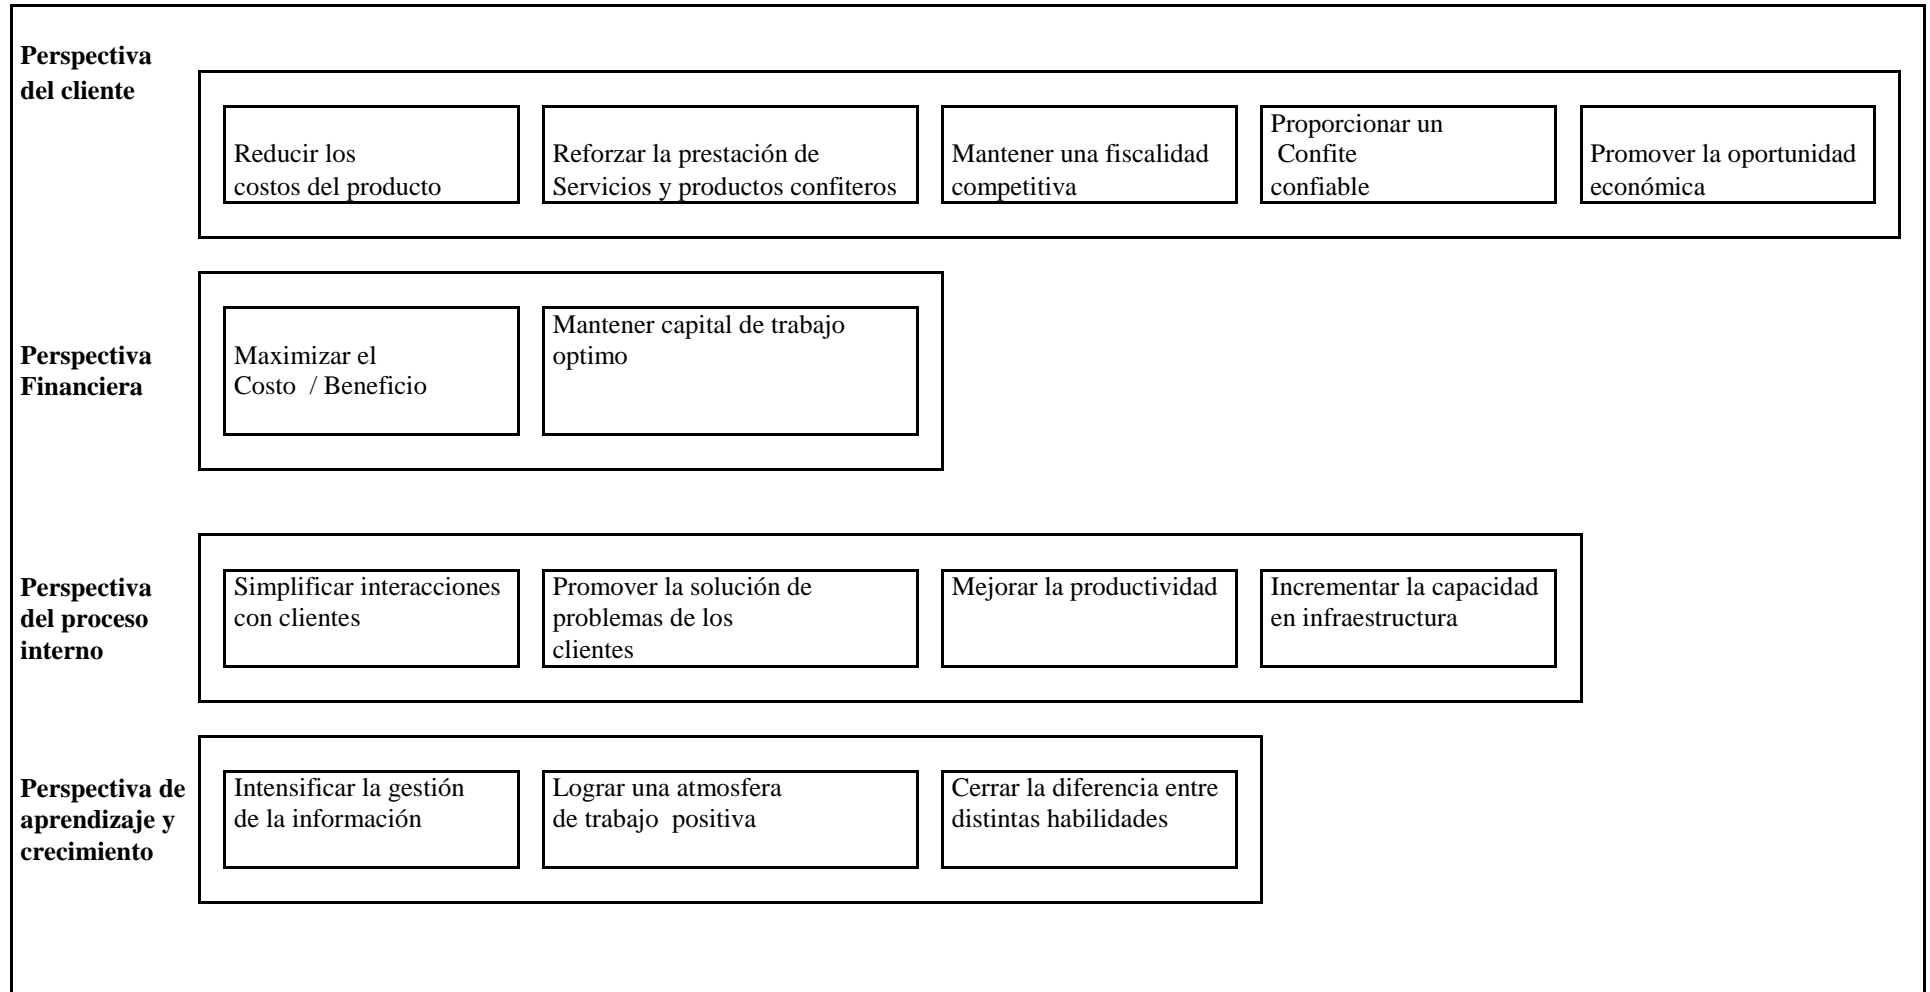 Perspectiva
del cliente
Reducir los
costos del producto
Reforzar la prestación de
Servicios y productos confiteros
Mantener una fiscalidad
competitiva
Proporcionar un
Confite
confiable
Promover la oportunidad
económica
Perspectiva
Financiera
Maximizar el
Costo / Beneficio
Mantener capital de trabajo
optimo
Perspectiva
del proceso
interno
Simplificar interacciones
con clientes
Promover la solución de
problemas de los
clientes
Mejorar la productividad
Incrementar la capacidad
en infraestructura
Perspectiva de
aprendizaje y
crecimiento
Intensificar la gestión
de la información
Lograr una atmosfera
de trabajo positiva
Cerrar la diferencia entre
distintas habilidades